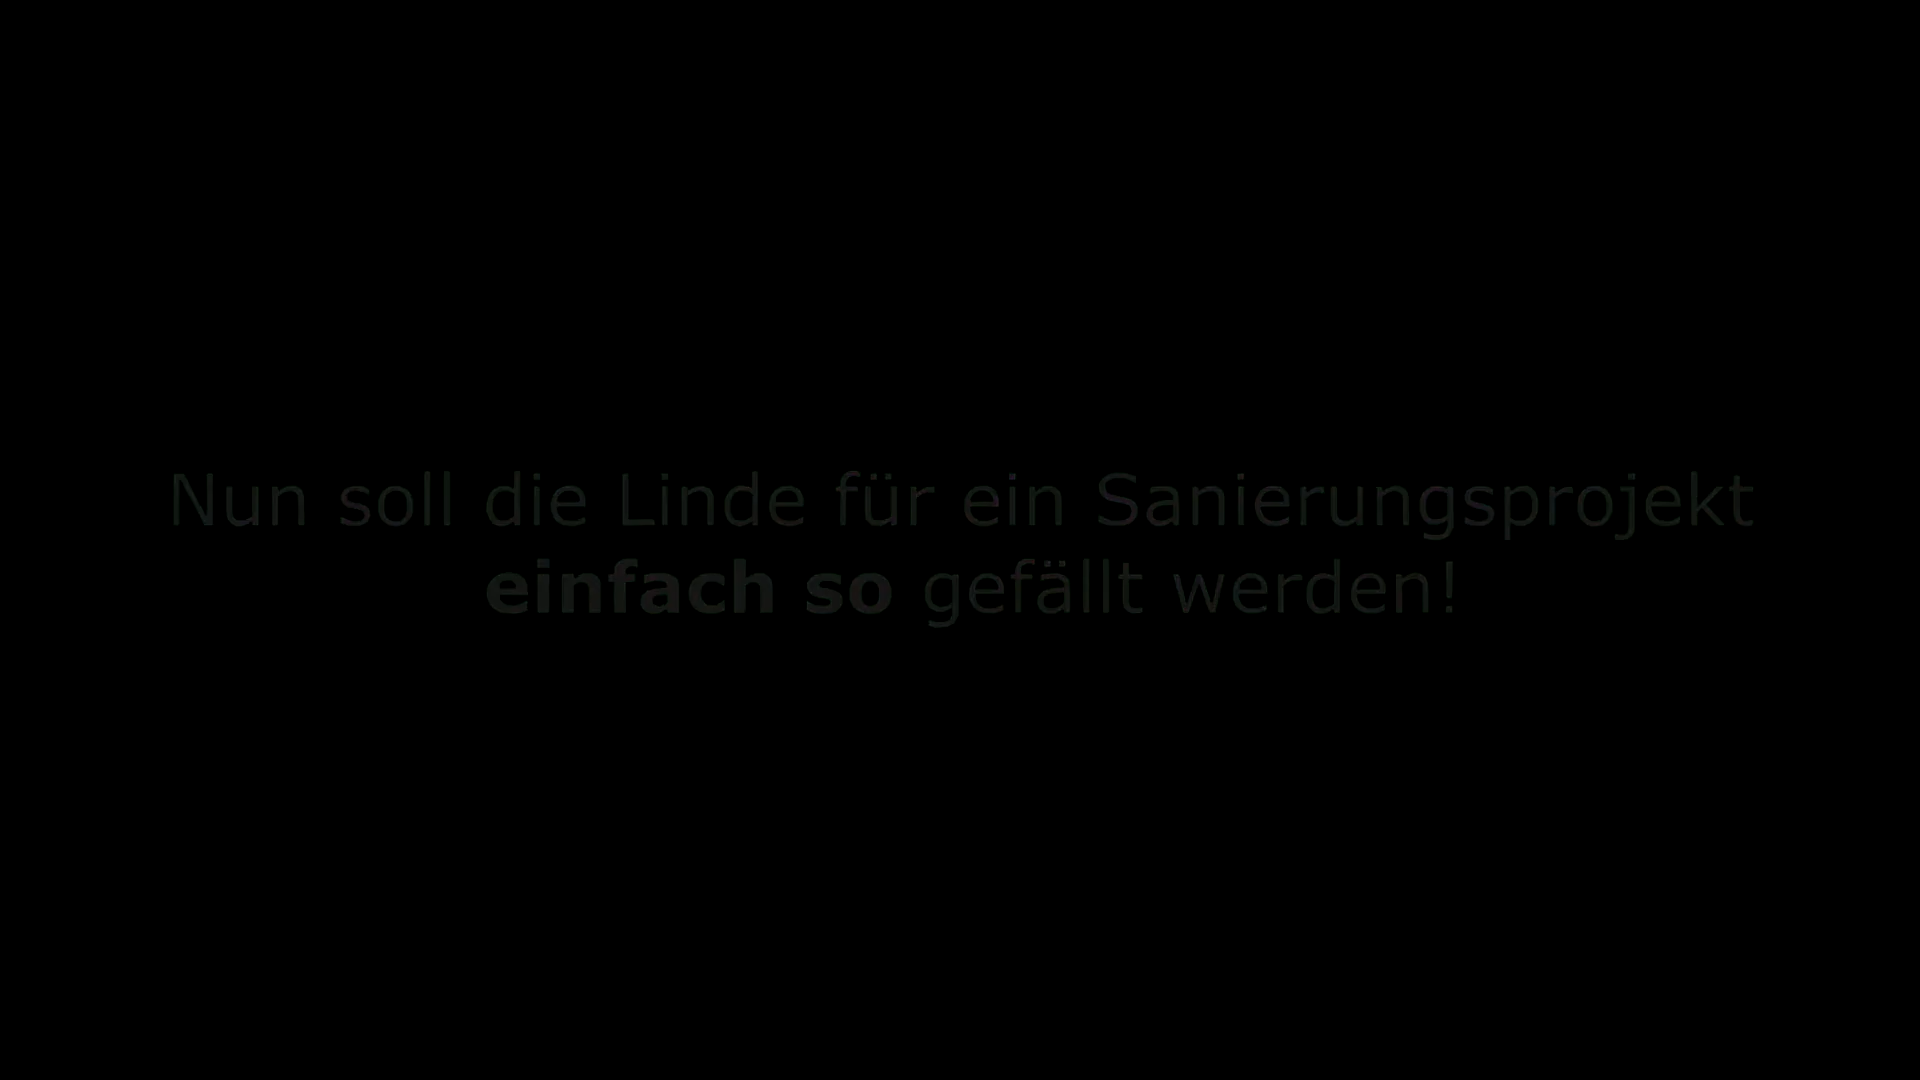 Nun soll die Linde für ein Sanierungsprojekt
einfach so gefällt werden!